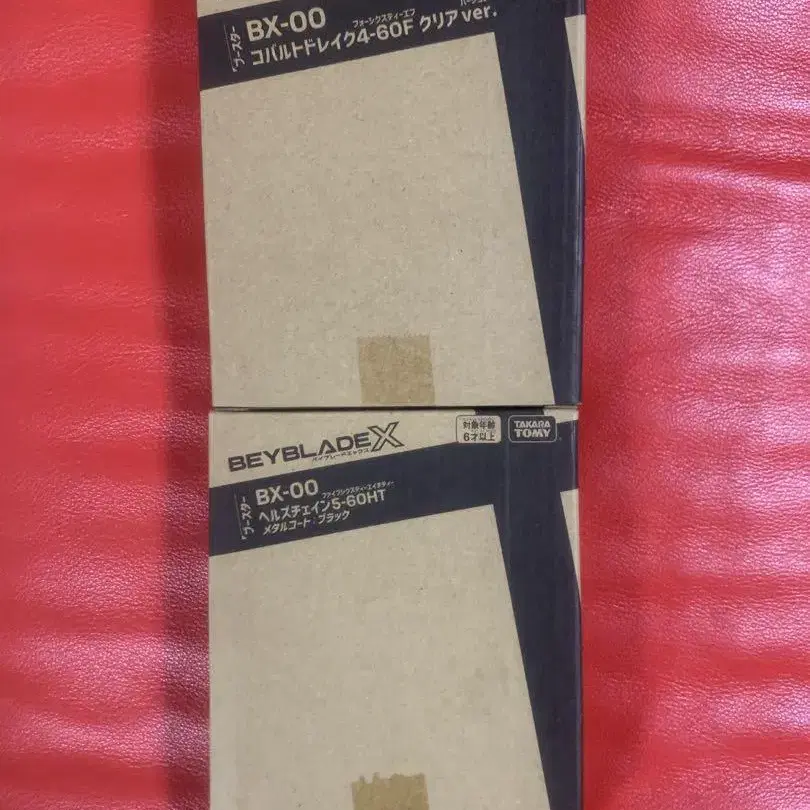 バージョン
「ブースター
BX-00
フォーシクスティーエフ
コバルトドレイク4-60F クリアver.
BEYBLADE X
ベイブレードエックス
対象年齢
6才以上
TAKARA
TOMY
「ブースター
BX-00
ファイブシクスティーエイチティー
ヘルズチェイン5-60HT
メタルコート：ブラック